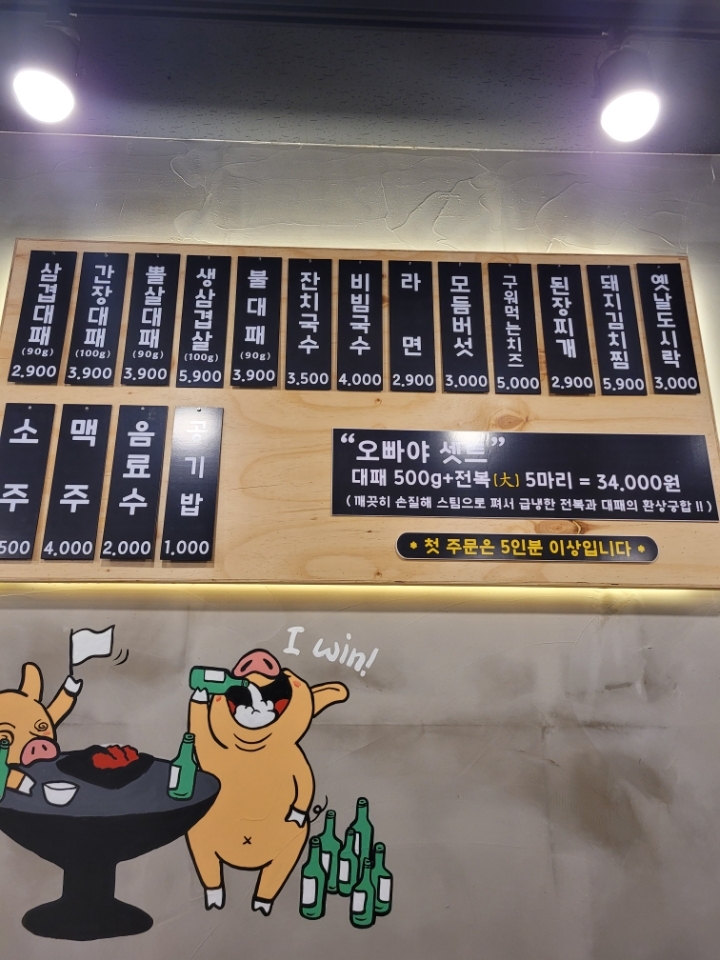 삼겹대패
(90g)
2,900
간장대패
(100g)
3,900
뽈살대패
(90g)
3,900
생삼겹살
(100g)
5,900
불대패
(90g)
3,900
잔치국수
3,500
비빔국수
4,000
라면
2,900
모듬버섯
3,000
구워먹는치즈
5,000
된장찌개
2,900
돼지김치찜
5,900
옛날도시락
3,000
소주
500
맥주
4,000
음료수
2,000
공기밥
1,000
“오빠야 셋트”
대패 500g+전복(大) 5마리 = 34,000원
(깨끗히 손질해 스팀으로 쪄서 급냉한 전복과 대패의 환상궁합!!)
• 첫 주문은 5인분 이상입니다 •
I win!